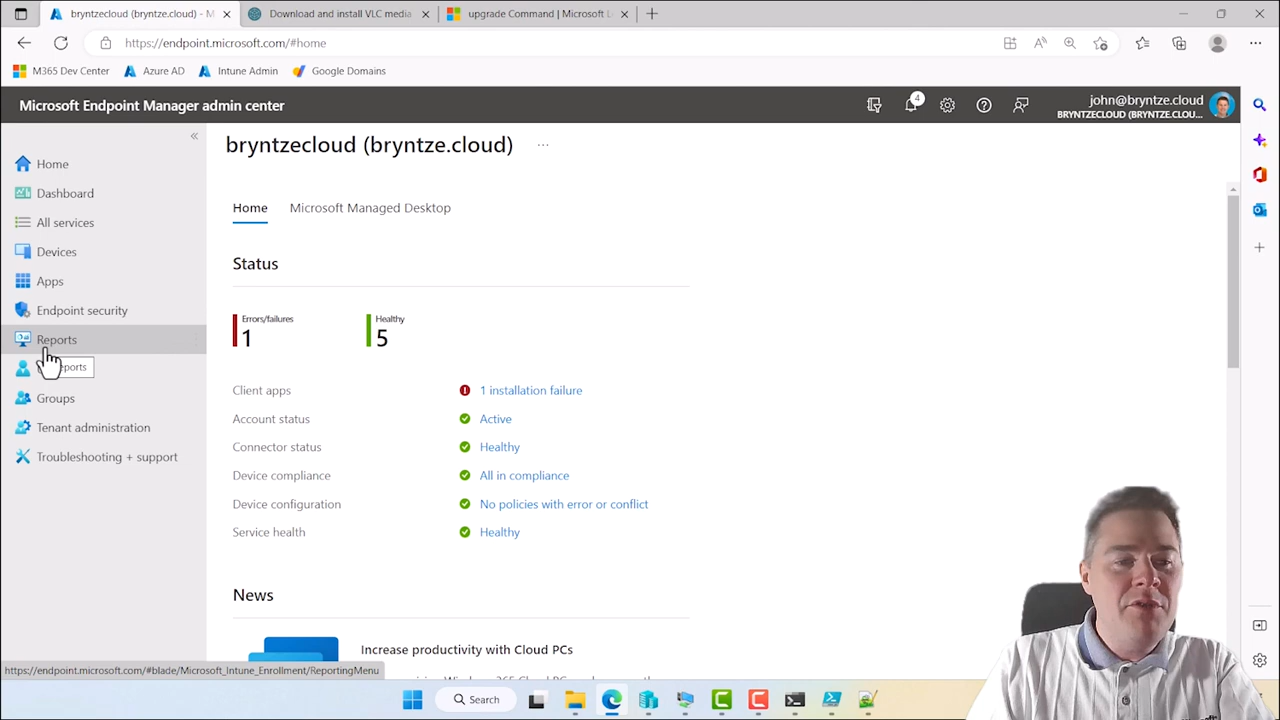 bryntzecloud (bryntze.cloud) - M
Download and install VLC media
upgrade Command | Microsoft D
https://endpoint.microsoft.com/#home
M365 Dev Center
Azure AD
Intune Admin
Google Domains
Microsoft Endpoint Manager admin center
4
john@bryntze.cloud
BRYNTZECLOUD (BRYNTZE.CLOU...
Home
Dashboard
All services
Devices
Apps
Endpoint security
Reports
Groups
Tenant administration
Troubleshooting + support
bryntzecloud (bryntze.cloud) ...
Home
Microsoft Managed Desktop
Status
Errors/failures
1
Healthy
5
Client apps
1 installation failure
Account status
Active
Connector status
Healthy
Device compliance
All in compliance
Device configuration
No policies with error or conflict
Service health
Healthy
News
Increase productivity with Cloud PCs
https://endpoint.microsoft.com/#blade/Microsoft_Intune_Enrollment/ReportingMenu
Search